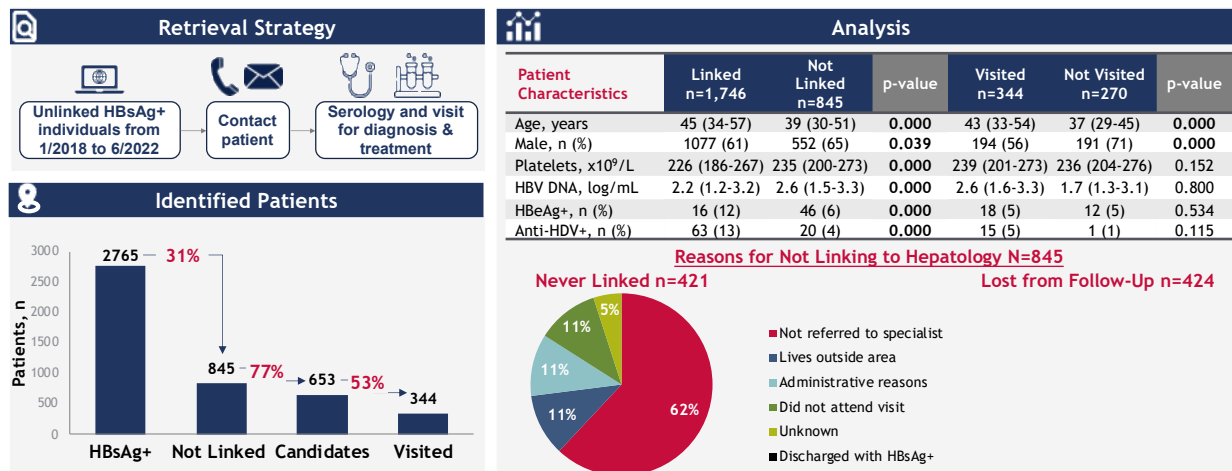 Retrieval Strategy
Unlinked HBsAg+
individuals from
1/2018 to 6/2022
Contact
patient
Serology and visit
for diagnosis &
treatment
Identified Patients
Patients, n
3000
2500
2000
1500
1000
500
0
2765
31%
845
77%
653
53%
344
HBsAg+ Not Linked Candidates Visited
Analysis
Patient Characteristics Linked n=1,746 Not Linked n=845 p-value Visited n=344 Not Visited n=270 p-value
Age, years 45 (34-57) 39 (30-51) 0.000 43 (33-54) 37 (29-45) 0.000
Male, n (%) 1077 (61) 552 (65) 0.039 194 (56) 191 (71) 0.000
Platelets, x10⁹/L 226 (186-267) 235 (200-273) 0.000 239 (201-273) 236 (204-276) 0.152
HBV DNA, log/mL 2.2 (1.2-3.2) 2.6 (1.5-3.3) 0.000 2.6 (1.6-3.3) 1.7 (1.3-3.1) 0.800
HBeAg+, n (%) 16 (12) 46 (6) 0.000 18 (5) 12 (5) 0.534
Anti-HDV+, n (%) 63 (13) 20 (4) 0.000 15 (5) 1 (1) 0.115
Reasons for Not Linking to Hepatology N=845
Never Linked n=421
Lost from Follow-Up n=424
5%
11%
11%
11%
62%
Not referred to specialist
Lives outside area
Administrative reasons
Did not attend visit
Unknown
Discharged with HBsAg+